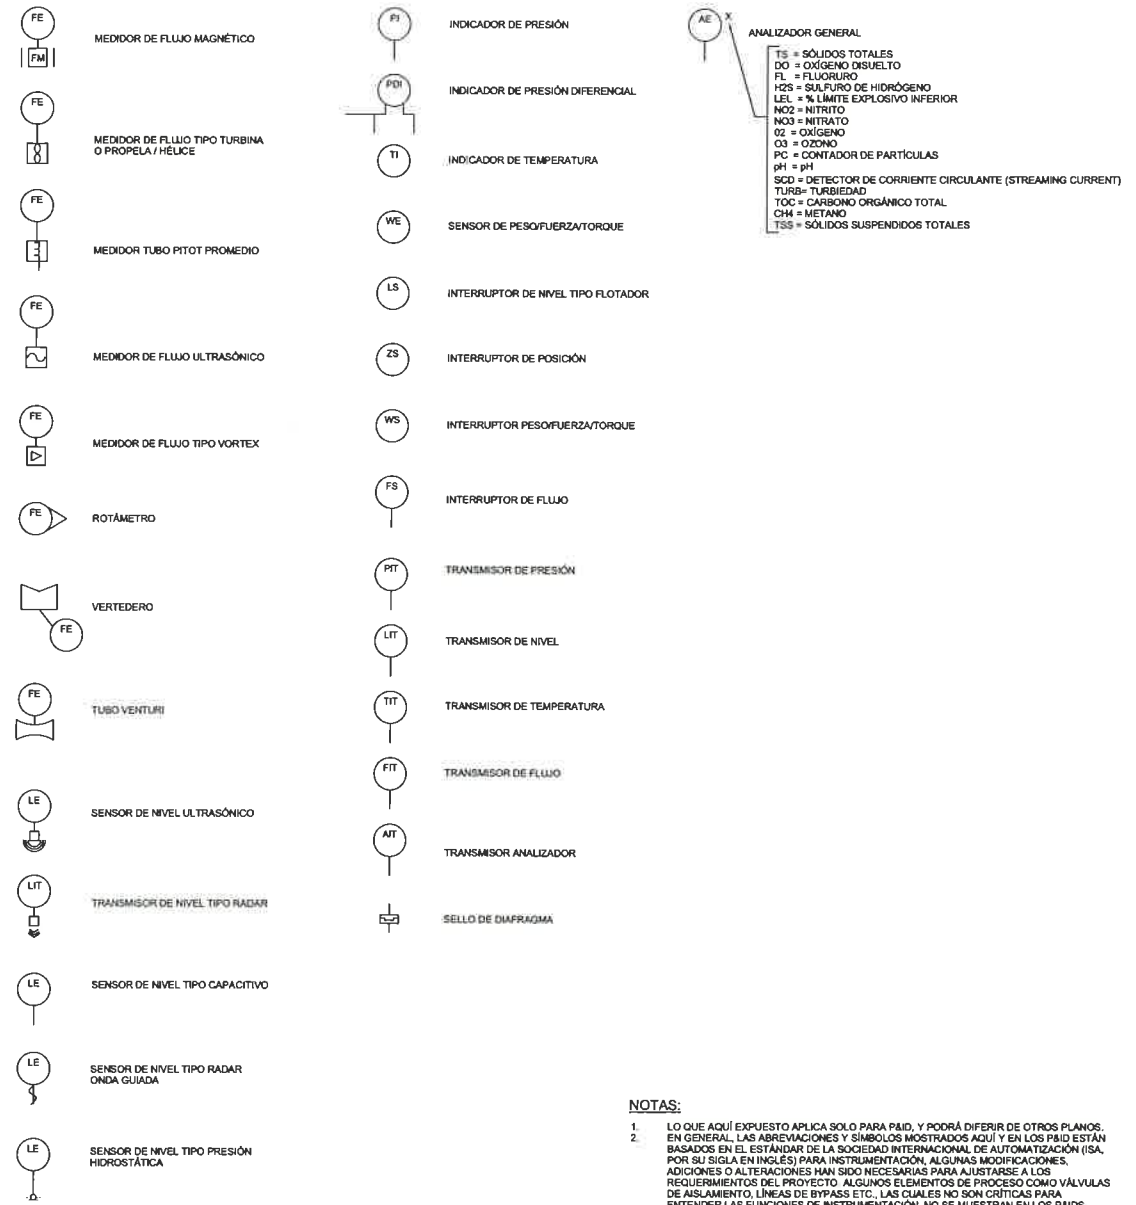 FE
FM
MEDIDOR DE FLUJO MAGNÉTICO
FE
MEDIDOR DE FLUJO TIPO TURBINA
O PROPELA / HÉLICE
FE
MEDIDOR TUBO PITOT PROMEDIO
FE
MEDIDOR DE FLUJO ULTRASÓNICO
FE
MEDIDOR DE FLUJO TIPO VORTEX
FE
ROTÁMETRO
VERTEDERO
FE
FE
TUBO VENTURI
LE
SENSOR DE NIVEL ULTRASÓNICO
LIT
TRANSMISOR DE NIVEL TIPO RADAR
LE
SENSOR DE NIVEL TIPO CAPACITIVO
LE
SENSOR DE NIVEL TIPO RADAR
ONDA GUIADA
LE
SENSOR DE NIVEL TIPO PRESIÓN
HIDROSTÁTICA
PI
INDICADOR DE PRESIÓN
PDI
INDICADOR DE PRESIÓN DIFERENCIAL
TI
INDICADOR DE TEMPERATURA
WE
SENSOR DE PESO/FUERZA/TORQUE
LS
INTERRUPTOR DE NIVEL TIPO FLOTADOR
ZS
INTERRUPTOR DE POSICIÓN
WS
INTERRUPTOR PESO/FUERZA/TORQUE
FS
INTERRUPTOR DE FLUJO
PIT
TRANSMISOR DE PRESIÓN
LIT
TRANSMISOR DE NIVEL
TIT
TRANSMISOR DE TEMPERATURA
FIT
TRANSMISOR DE FLUJO
AIT
TRANSMISOR ANALIZADOR
SELLO DE DIAFRAGMA
AE X
ANALIZADOR GENERAL
TS = SÓLIDOS TOTALES
DO = OXÍGENO DISUELTO
FL = FLUORURO
H2S = SULFURO DE HIDRÓGENO
LEL = % LÍMITE EXPLOSIVO INFERIOR
NO2 = NITRITO
NO3 = NITRATO
02 = OXÍGENO
O3 = OZONO
PC = CONTADOR DE PARTÍCULAS
pH = pH
SCD = DETECTOR DE CORRIENTE CIRCULANTE (STREAMING CURRENT)
TURB= TURBIEDAD
TOC = CARBONO ORGÁNICO TOTAL
CH4 = METANO
TSS = SÓLIDOS SUSPENDIDOS TOTALES
NOTAS:
1. LO QUE AQUÍ EXPUESTO APLICA SOLO PARA P&ID, Y PODRÁ DIFERIR DE OTROS PLANOS.
2. EN GENERAL, LAS ABREVIACIONES Y SÍMBOLOS MOSTRADOS AQUÍ Y EN LOS P&ID ESTÁN
BASADOS EN EL ESTÁNDAR DE LA SOCIEDAD INTERNACIONAL DE AUTOMATIZACIÓN (ISA,
POR SU SIGLA EN INGLÉS) PARA INSTRUMENTACIÓN, ALGUNAS MODIFICACIONES,
ADICIONES O ALTERACIONES HAN SIDO NECESARIAS PARA AJUSTARSE A LOS
REQUERIMIENTOS DEL PROYECTO ALGUNOS ELEMENTOS DE PROCESO COMO VÁLVULAS
DE AISLAMIENTO, LÍNEAS DE BYPASS ETC., LAS CUALES NO SON CRÍTICAS PARA
ENTENDER LAS FUNCIONES DE INSTRUMENTACIÓN, NO SE MUESTRAN EN LOS P&IDS